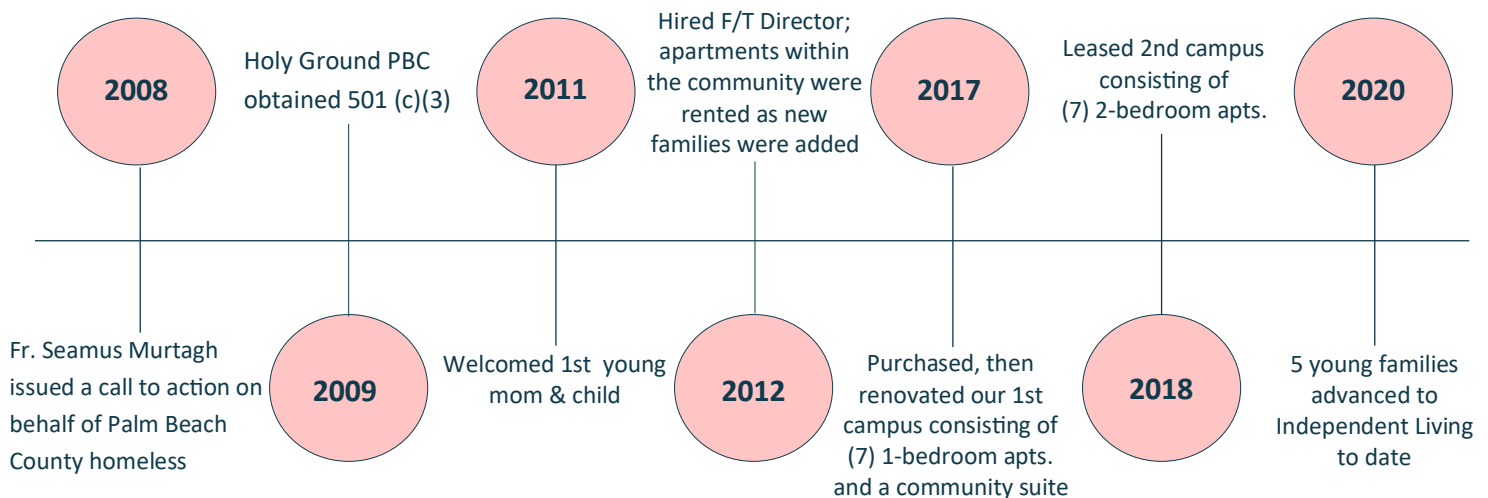 2008
Fr. Seamus Murtagh
issued a call to action on
behalf of Palm Beach
County homeless
Holy Ground PBC
obtained 501 (c)(3)
2009
2011
Welcomed 1st young
mom & child
Hired F/T Director;
apartments within
the community were
rented as new
families were added
2012
2017
Purchased, then
renovated our 1st
campus consisting of
(7) 1-bedroom apts.
and a community suite
Leased 2nd campus
consisting of
(7) 2-bedroom apts.
2018
2020
5 young families
advanced to
Independent Living
to date